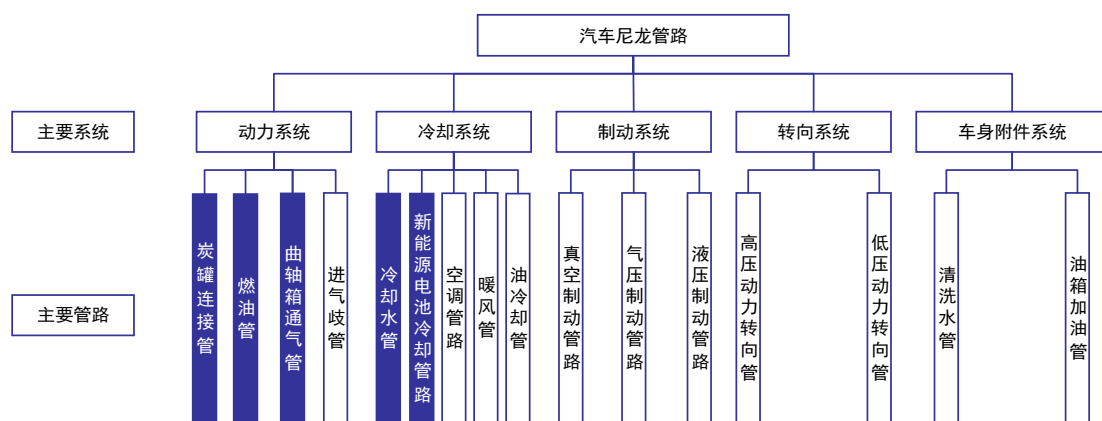 汽车尼龙管路
主要系统
动力系统
冷却系统
制动系统
转向系统
车身附件系统
主要管路
炭罐连接管
燃油管
曲轴箱通气管
进气歧管
冷却水管
新能源电池冷却管路
空调管路
暖风管
油冷却管
真空制动管路
气压制动管路
液压制动管路
高压动力转向管
低压动力转向管
清洗水管
油箱加油管